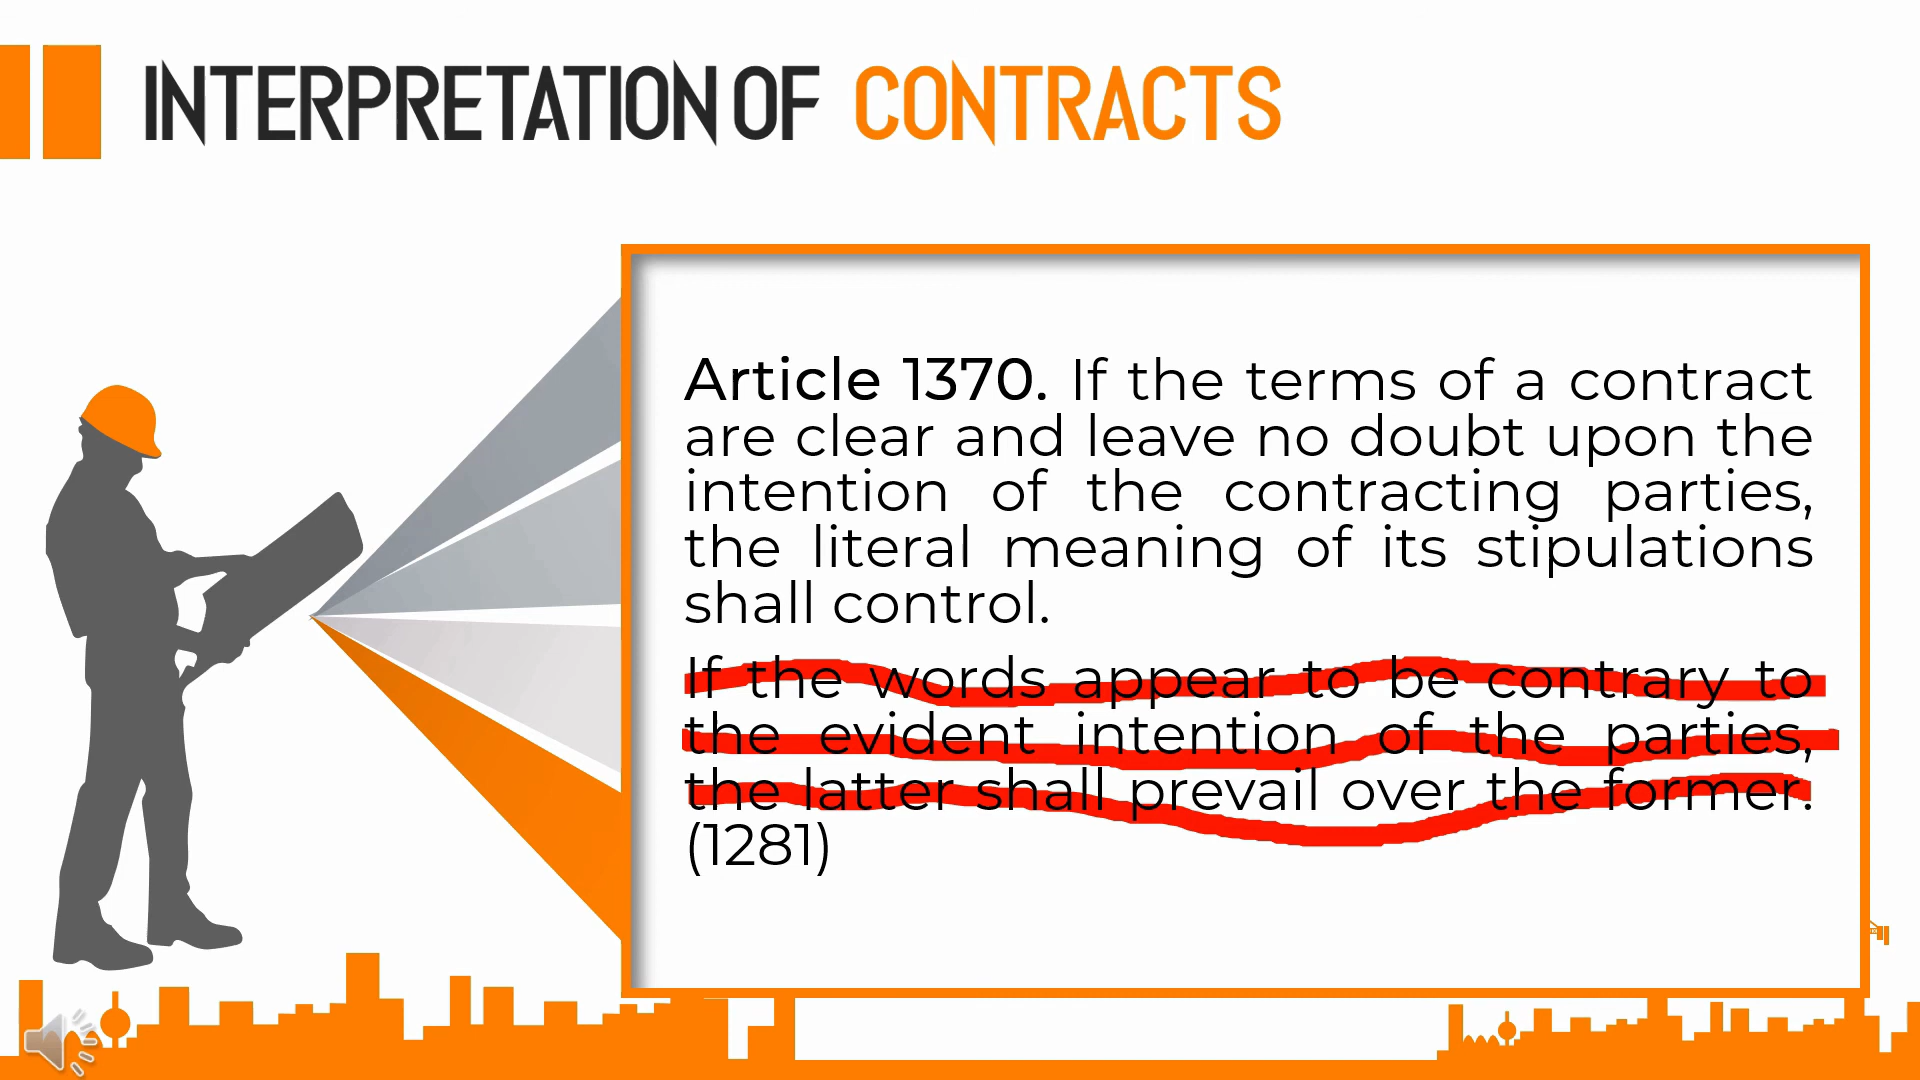 INTERPRETATION OF CONTRACTS
Article 1370. If the terms of a contract
are clear and leave no doubt upon the
intention of the contracting parties,
the literal meaning of its stipulations
shall control.
If the words appear to be contrary to
the evident intention of the parties,
the latter shall prevail over the former.
(1281)